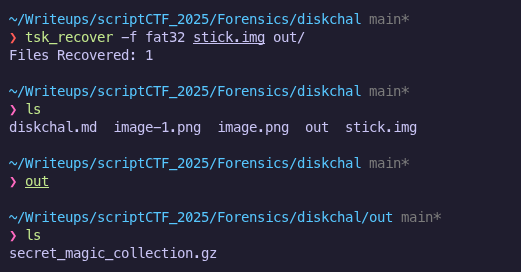 ~/Writeups/scriptCTF_2025/Forensics/diskchal main*
❯ tsk_recover -f fat32 stick.img out/
Files Recovered: 1
~/Writeups/scriptCTF_2025/Forensics/diskchal main*
❯ ls
diskchal.md  image-1.png  image.png  out  stick.img
~/Writeups/scriptCTF_2025/Forensics/diskchal main*
❯ out
~/Writeups/scriptCTF_2025/Forensics/diskchal/out main*
❯ ls
secret_magic_collection.gz